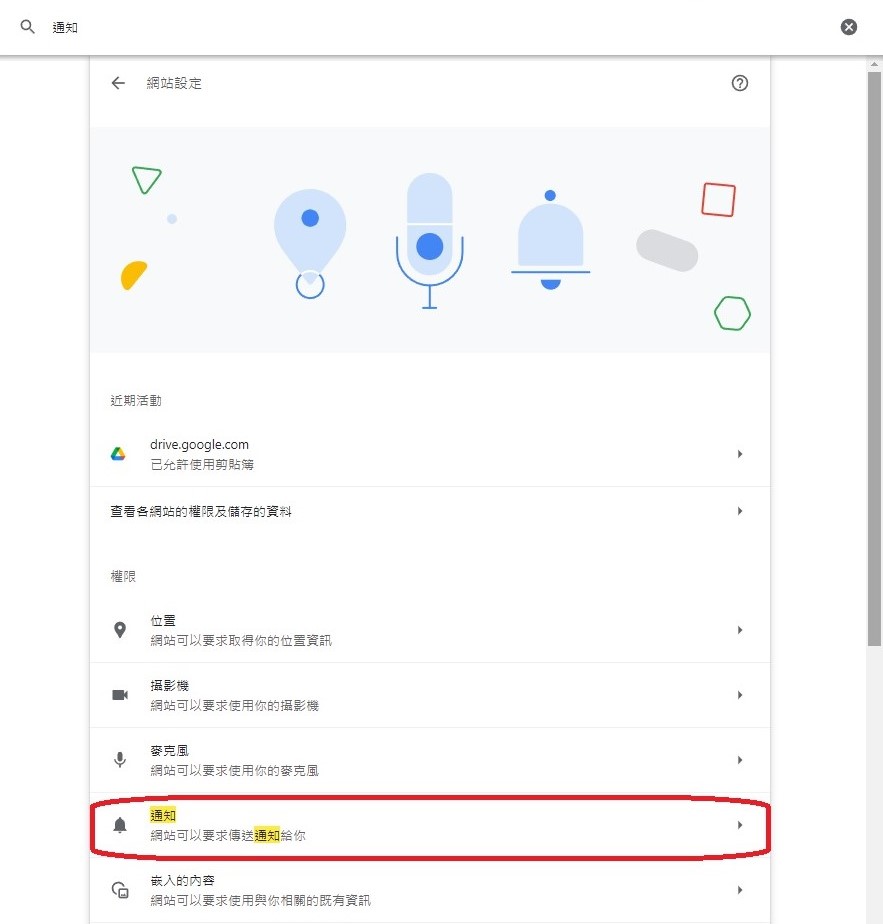 通知
網站設定
近期活動
drive.google.com
已允許使用剪貼簿
查看各網站的權限及儲存的資料
權限
位置
網站可以要求取得你的位置資訊
攝影機
網站可以要求使用你的攝影機
麥克風
網站可以要求使用你的麥克風
通知
網站可以要求傳送通知給你
嵌入的內容
網站可以要求使用與你相關的既有資訊